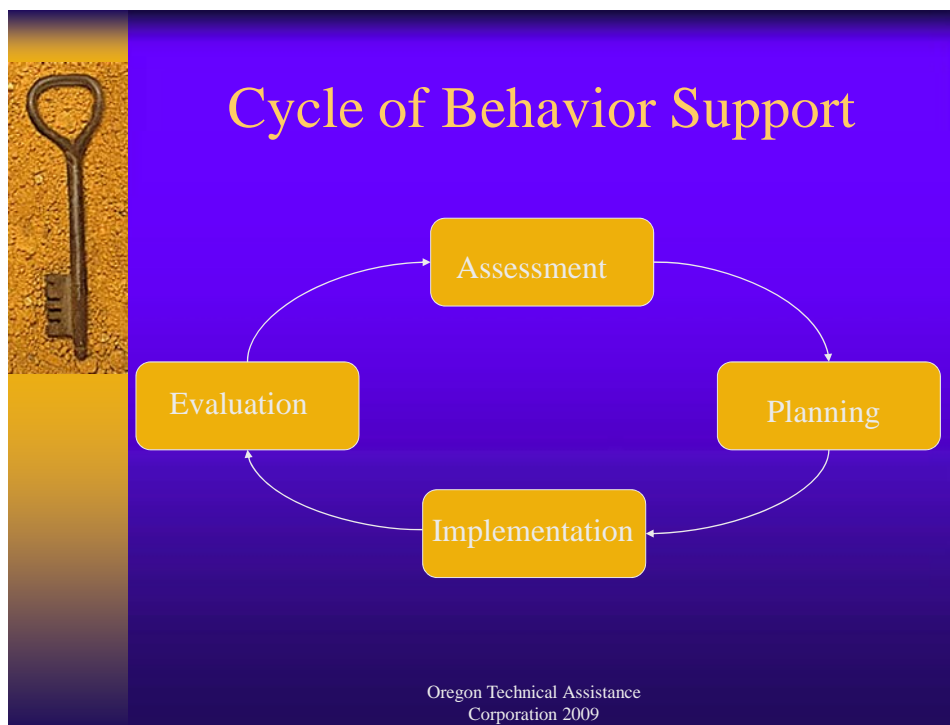 Cycle of Behavior Support
Assessment
Evaluation
Planning
Implementation
Oregon Technical Assistance
Corporation 2009